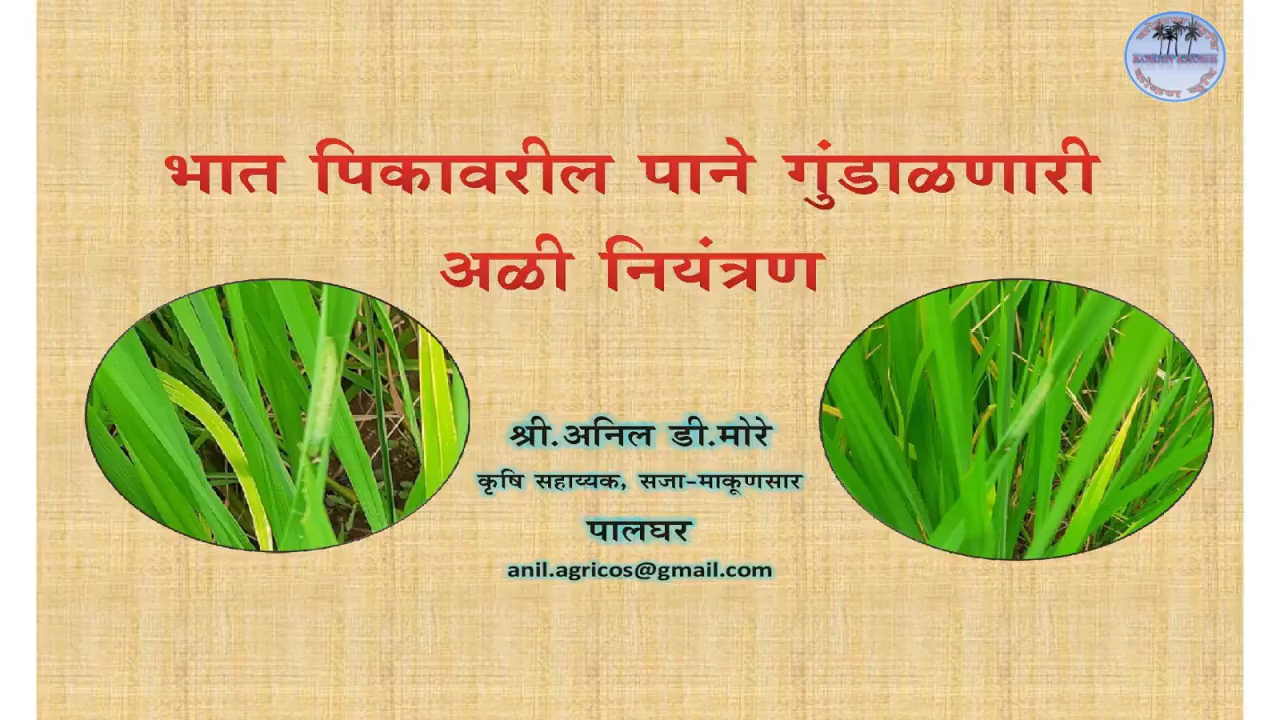 भात पिकावरील पाने गुंडाळणारी
अळी नियंत्रण
श्री.अनिल डी.मोरे
कृषि सहाय्यक, सजा-माकूणसार
पालघर
anil.agricos@gmail.com